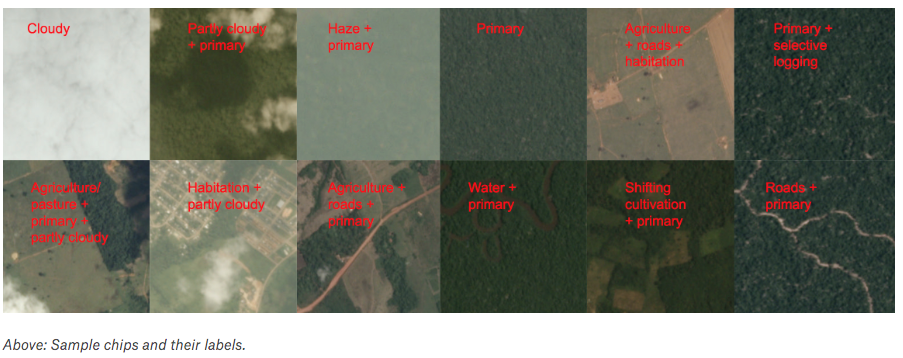 Cloudy
Partly cloudy
+ primary
Haze +
primary
Primary
Agriculture
+ roads +
habitation
Primary +
selective
logging
Agriculture/
pasture +
primary +
partly cloudy
Habitation +
partly cloudy
Agriculture +
roads +
primary
Water +
primary
Shifting
cultivation
+ primary
Roads +
primary
Above: Sample chips and their labels.